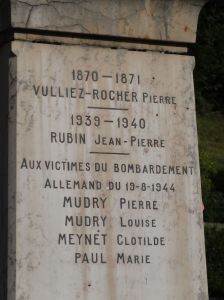 1870-1871
VULLIEZ-ROCHER PIERRE
1939-1940
RUBIN JEAN-PIERRE
AUX VICTIMES DU BOMBARDEMENT
ALLEMAND DU 19-8-1944
MUDRY PIERRE
MUDRY LOUISE
MEYNET CLOTILDE
PAUL MARIE